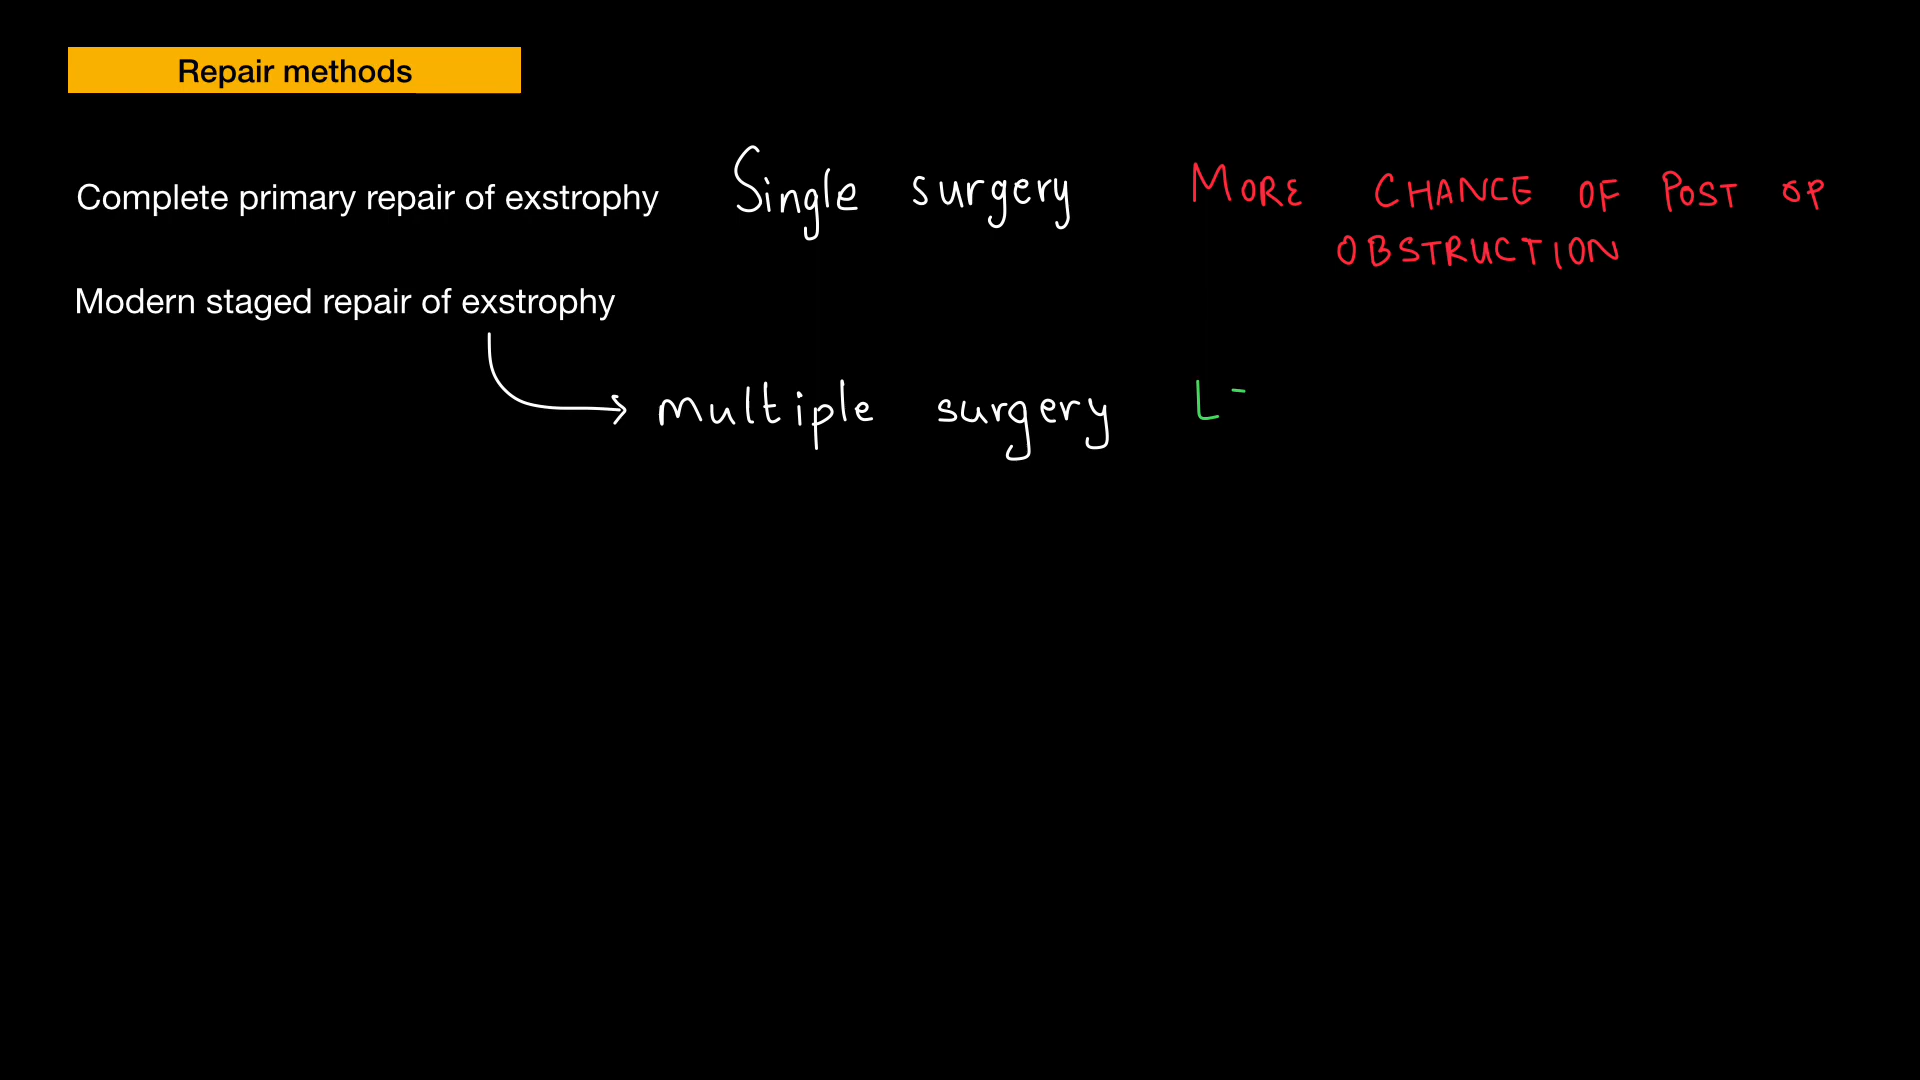 Repair methods
Complete primary repair of exstrophy Single surgery MORE CHANCE OF POST OP
OBSTRUCTION
Modern staged repair of exstrophy
multiple surgery L